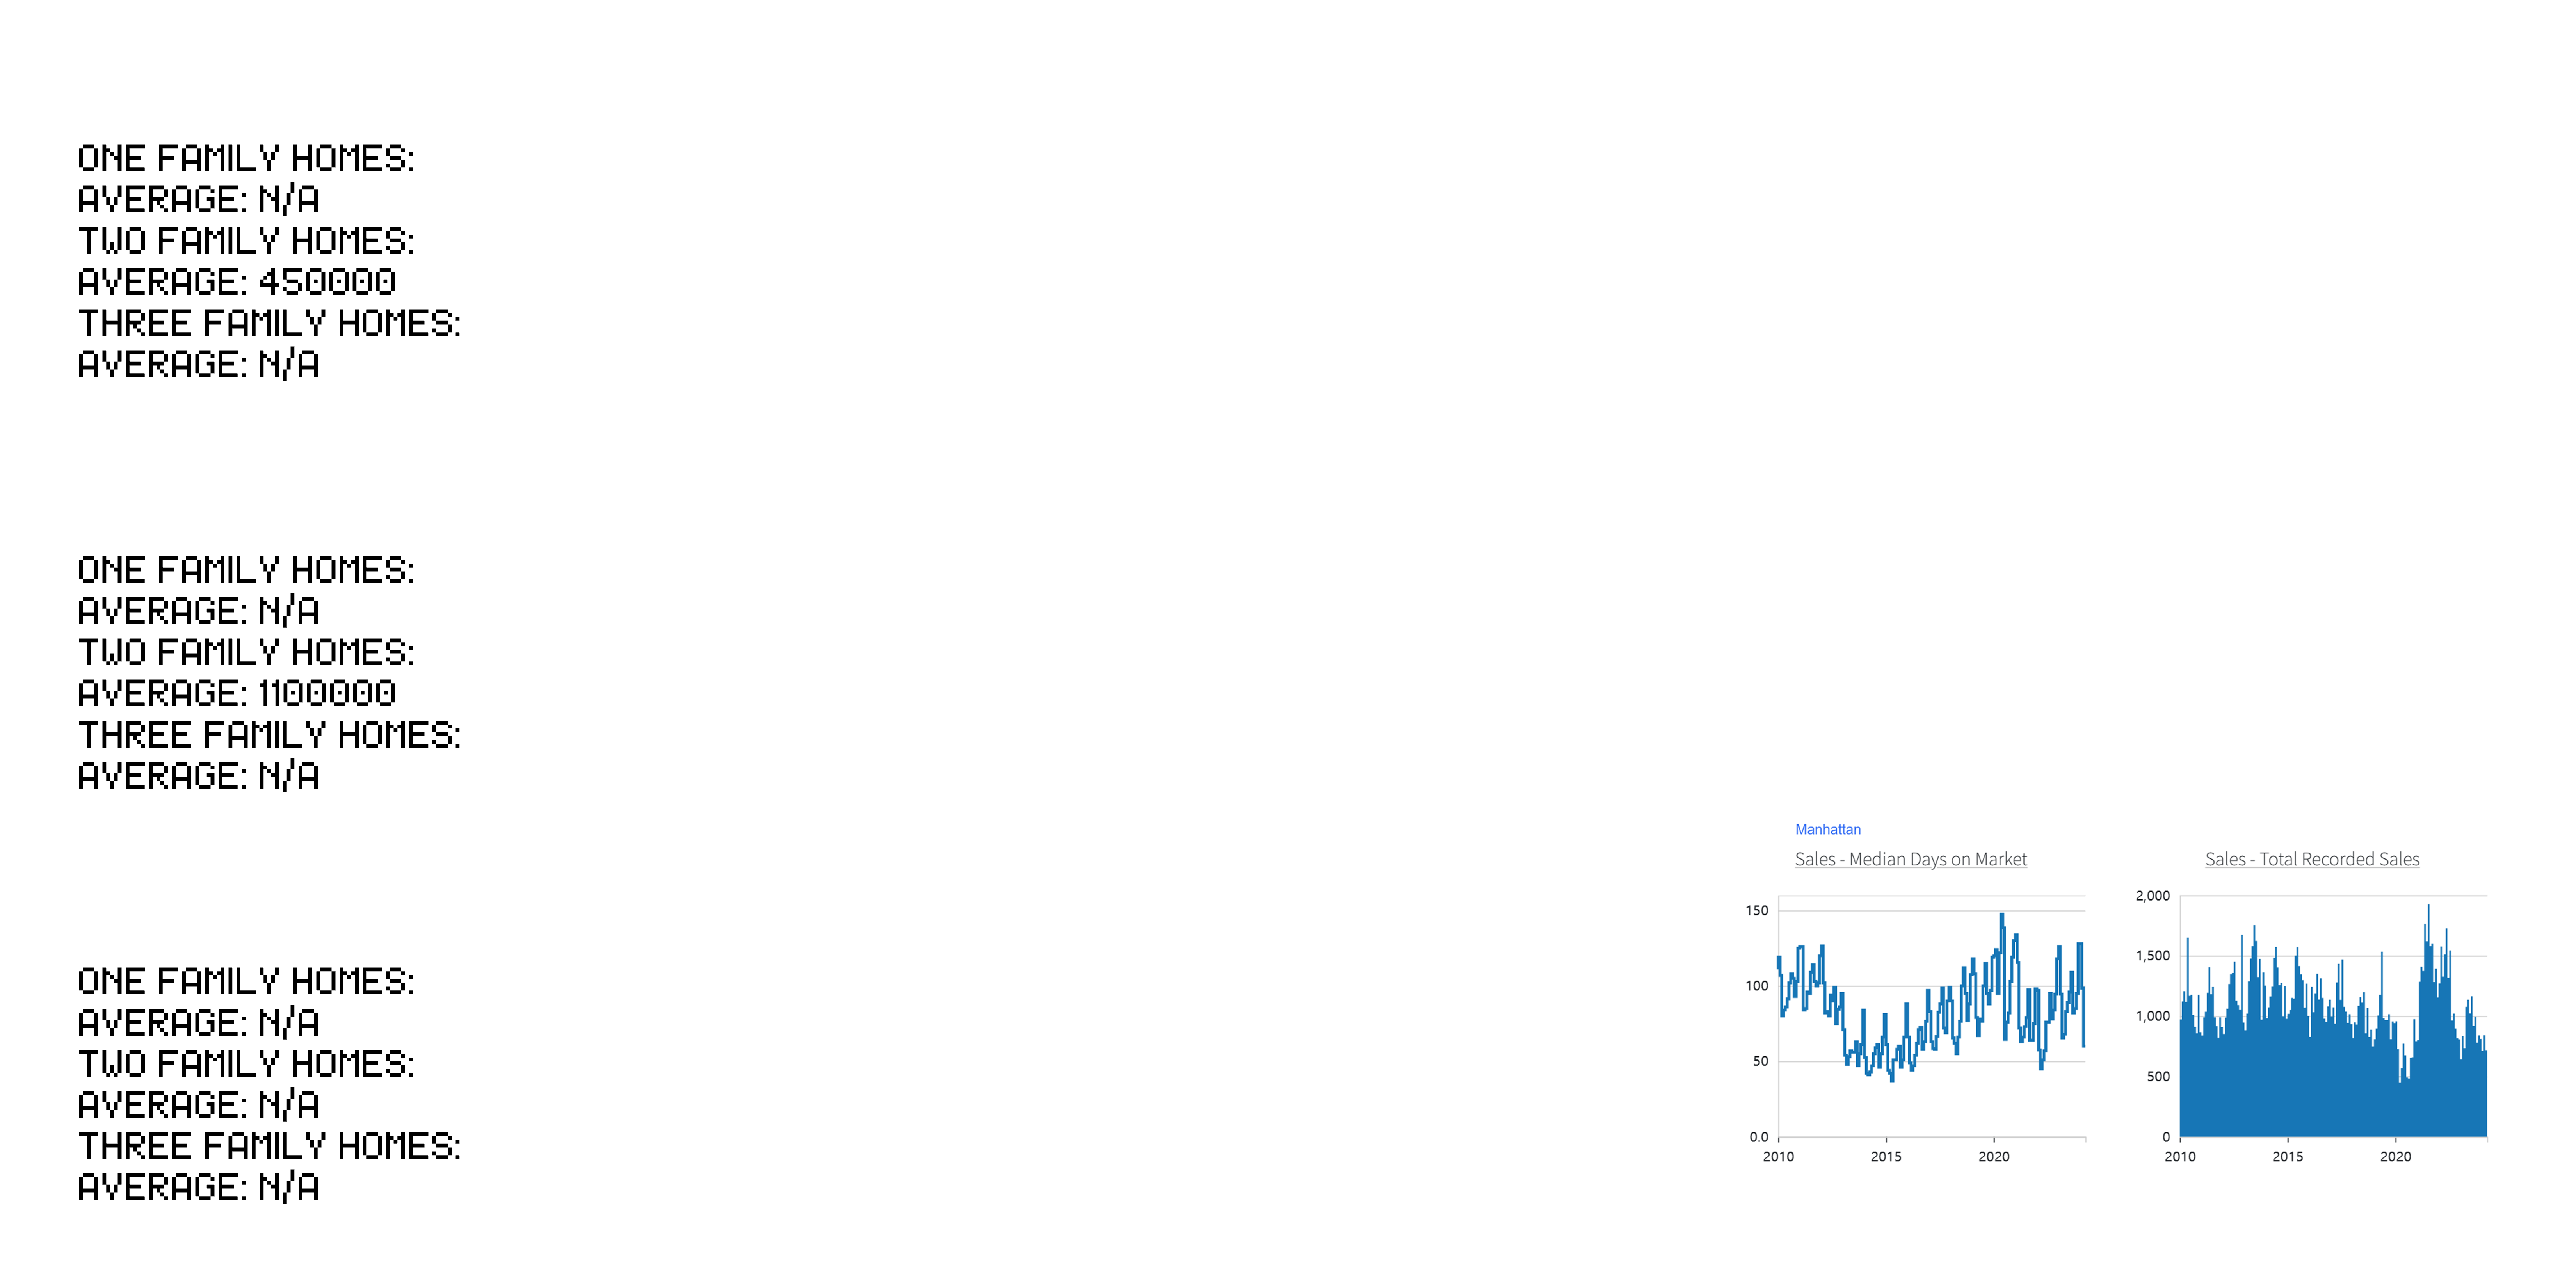 ONE FAMILY HOMES:
AVERAGE: N/A
TWO FAMILY HOMES:
AVERAGE: 450000
THREE FAMILY HOMES:
AVERAGE: N/A
ONE FAMILY HOMES:
AVERAGE: N/A
TWO FAMILY HOMES:
AVERAGE: 1100000
THREE FAMILY HOMES:
AVERAGE: N/A
ONE FAMILY HOMES:
AVERAGE: N/A
TWO FAMILY HOMES:
AVERAGE: N/A
THREE FAMILY HOMES:
AVERAGE: N/A
Manhattan
Sales - Median Days on Market
150
100
50
0.0
2010 2015 2020
Sales - Total Recorded Sales
2,000
1,500
1,000
500
0
2010 2015 2020